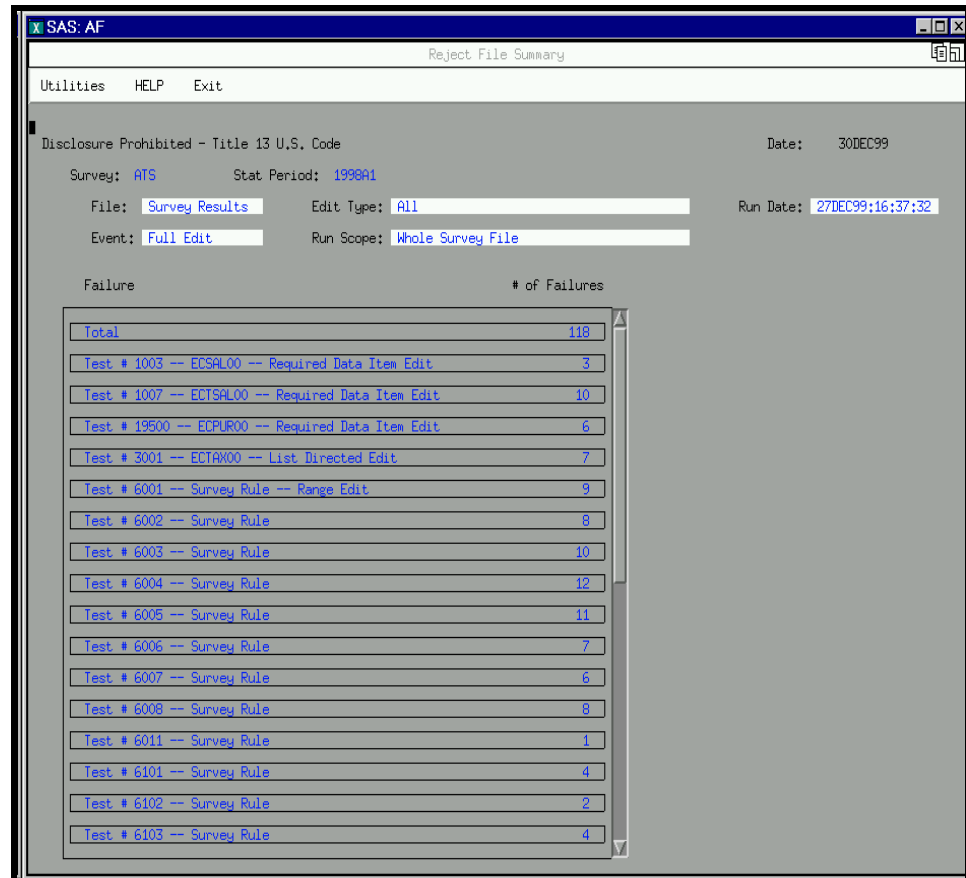 X SAS: AF
Reject File Summary
Utilities HELP Exit
Disclosure Prohibited - Title 13 U.S. Code Date: 30DEC99
Survey: ATS Stat Period: 1998A1
File: Survey Results Edit Type: All Run Date: 27DEC99:16:37:32
Event: Full Edit Run Scope: Whole Survey File
Failure # of Failures
Total 118
Test # 1003 -- ECSAL00 -- Required Data Item Edit 3
Test # 1007 -- ECTSAL00 -- Required Data Item Edit 10
Test # 19500 -- ECPUR00 -- Required Data Item Edit 6
Test # 3001 -- ECTAX00 -- List Directed Edit 7
Test # 6001 -- Survey Rule -- Range Edit 9
Test # 6002 -- Survey Rule 8
Test # 6003 -- Survey Rule 10
Test # 6004 -- Survey Rule 12
Test # 6005 -- Survey Rule 11
Test # 6006 -- Survey Rule 7
Test # 6007 -- Survey Rule 6
Test # 6008 -- Survey Rule 8
Test # 6011 -- Survey Rule 1
Test # 6101 -- Survey Rule 4
Test # 6102 -- Survey Rule 2
Test # 6103 -- Survey Rule 4